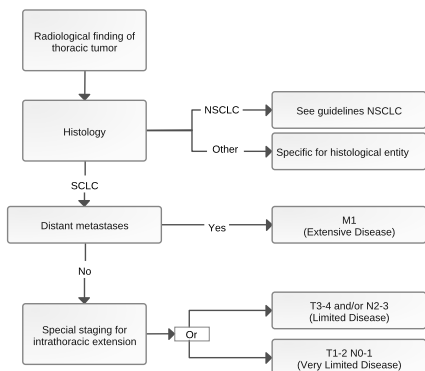 Radiological finding of
thoracic tumor
Histology
NSCLC
See guidelines NSCLC
Other
Specific for histological entity
SCLC
Distant metastases
Yes
M1
(Extensive Disease)
No
Special staging for
intrathoracic extension
Or
T3-4 and/or N2-3
(Limited Disease)
T1-2 N0-1
(Very Limited Disease)